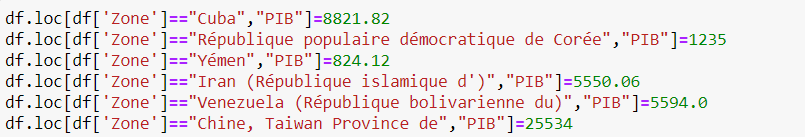 df.loc[df['Zone']=="Cuba","PIB"]=8821.82
df.loc[df['Zone']=="République populaire démocratique de Corée","PIB"]=1235
df.loc[df['Zone']=="Yémen","PIB"]=824.12
df.loc[df['Zone']=="Iran (République islamique d')","PIB"]=5550.06
df.loc[df['Zone']=="Venezuela (République bolivarienne du)","PIB"]=5594.0
df.loc[df['Zone']=="Chine, Taiwan Province de","PIB"]=25534